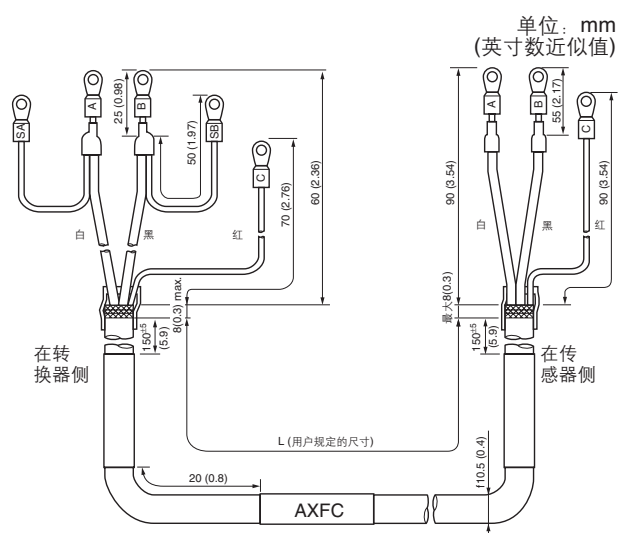 单位：mm
(英寸数近似值)
SA
A
B
SB
C
25 (0.98)
50 (1.97)
70 (2.76)
60 (2.36)
白
黑
红
8(0.3) max.
150±5
(5.9)
在转
换器侧
A
B
C
55 (2.17)
90 (3.54)
90 (3.54)
白
黑
红
最大8(0.3)
150±5
(5.9)
在传
感器侧
L (用户规定的尺寸)
20 (0.8)
AXFC
f10.5 (0.4)